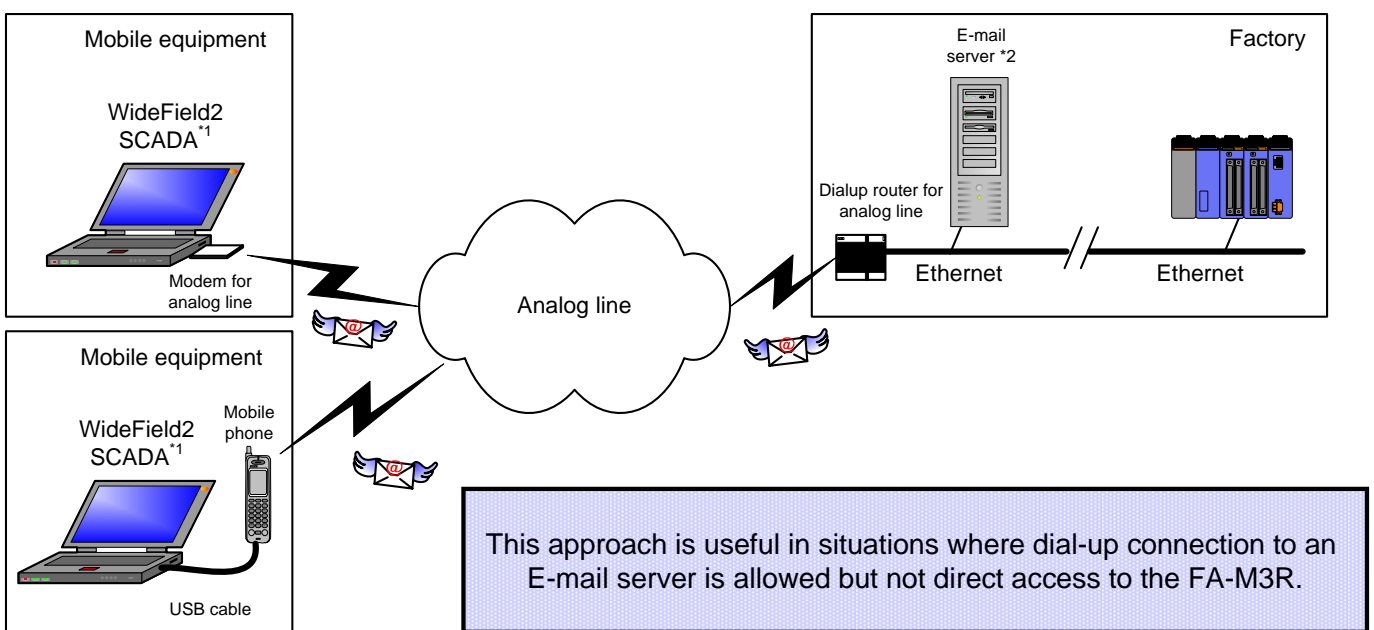 Mobile equipment
WideField2
SCADA*1
Modem for
analog line
Mobile equipment
WideField2
SCADA*1
Mobile
phone
USB cable
Analog line
@
@
@
Factory
E-mail
server *2
Dialup router for
analog line
Ethernet
Ethernet
This approach is useful in situations where dial-up connection to an
E-mail server is allowed but not direct access to the FA-M3R.